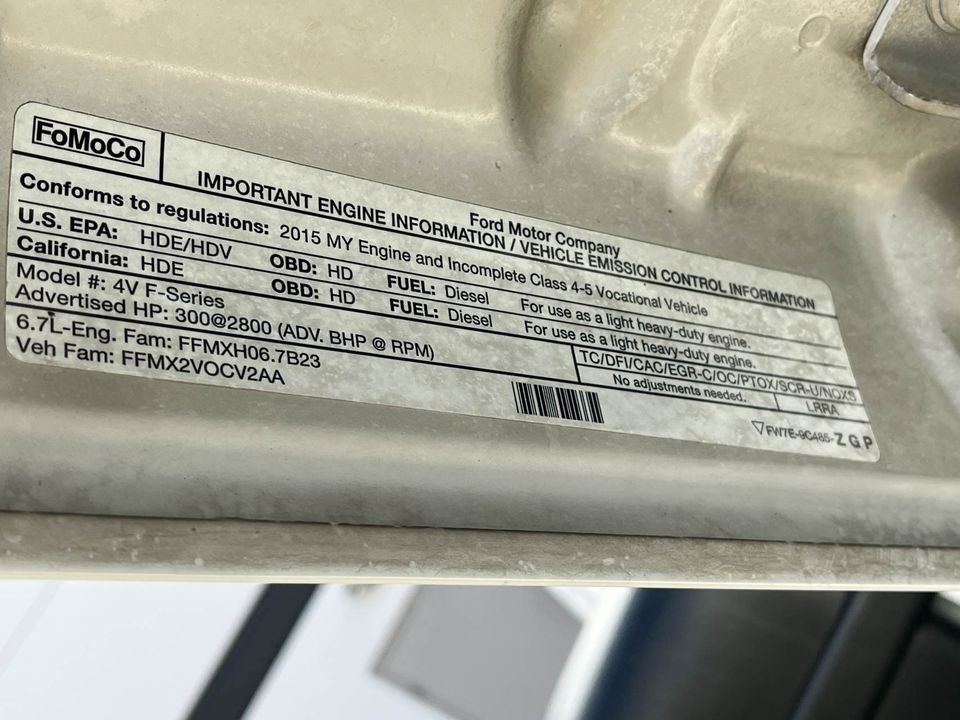 FoMoCo
Ford Motor Company
IMPORTANT ENGINE INFORMATION / VEHICLE EMISSION CONTROL INFORMATION
Conforms to regulations: 2015 MY Engine and Incomplete Class 4-5 Vocational Vehicle
U.S. EPA: HDE/HDV OBD: HD FUEL: Diesel For use as a light heavy-duty engine.
California: HDE OBD: HD FUEL: Diesel For use as a light heavy-duty engine.
Model #: 4V F-Series
Advertised HP: 300@2800 (ADV. BHP @ RPM)
TC/DFI/CAC/EGR-C/OC/PTOX/SCR-U/NOXS
6.7L-Eng. Fam: FFMXH06.7B23
No adjustments needed. LRRA
Veh Fam: FFMX2VOCV2AA
FW7E-9C485-Z G P